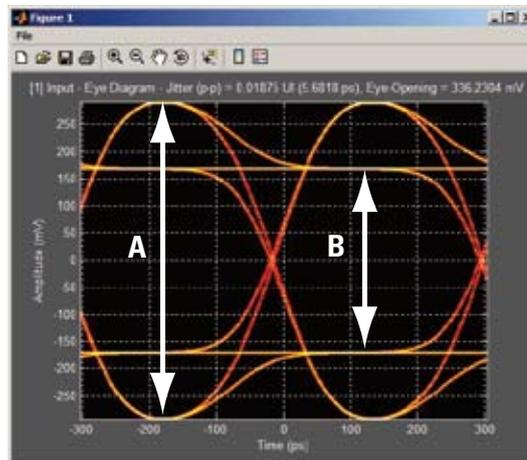 Figure 1
File
[1] Input - Eye Diagram - Jitter (p-p) = 0.01875 UI (5.6818 ps), Eye-Opening = 336.2304 mV
250
200
150
100
50
0
-50
-100
-150
-200
-250
Amplitude (mV)
A
B
-300
-200
-100
0
100
200
300
Time (ps)